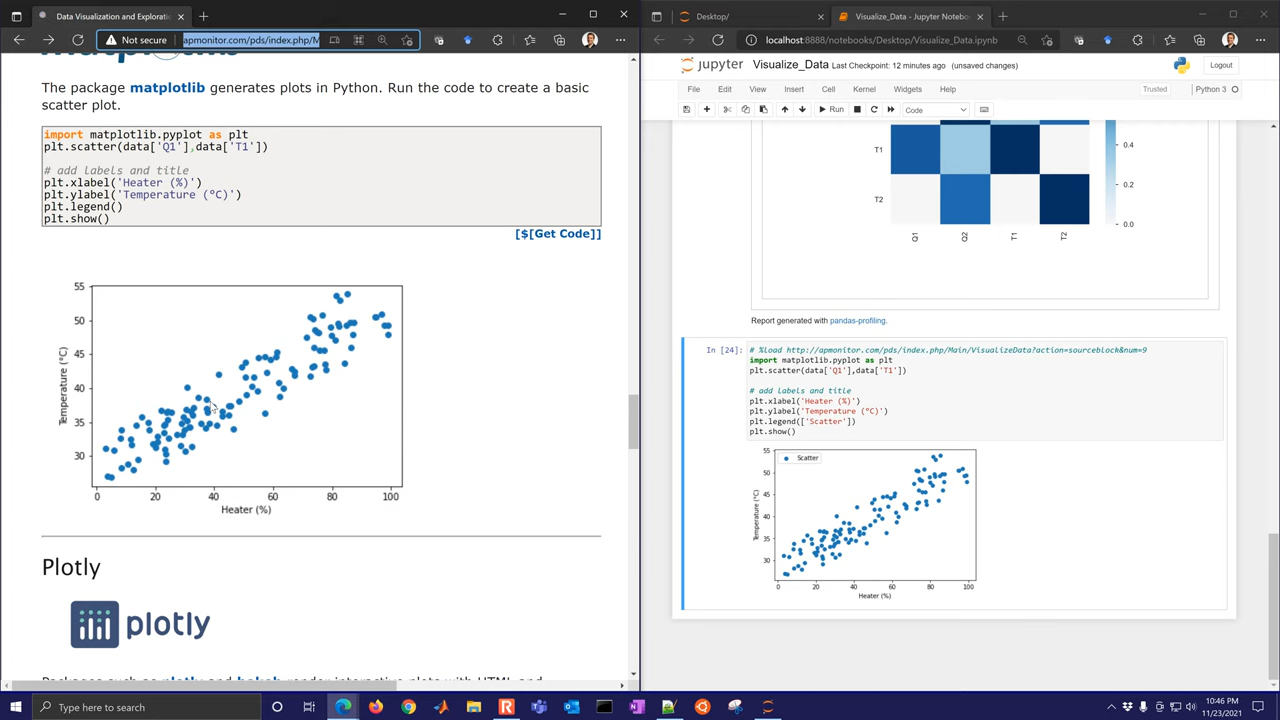 Data Visualization and Explorati
Not secure
apmonitor.com/pds/index.php/M
The package matplotlib generates plots in Python. Run the code to create a basic
scatter plot.
import matplotlib.pyplot as plt
plt.scatter(data['Q1'],data['T1'])
# add labels and title
plt.xlabel('Heater (%)')
plt.ylabel('Temperature (°C)')
plt.legend()
plt.show()
[$[Get Code]]
55
50
45
40
35
30
Temperature (°C)
0 20 40 60 80 100
Heater (%)
Plotly
plotly
Desktop/
Visualize_Data - Jupyter Notebo
localhost:8888/notebooks/Desktop/Visualize_Data.ipynb
jupyter Visualize_Data Last Checkpoint: 12 minutes ago (unsaved changes)
Logout
File Edit View Insert Cell Kernel Widgets Help
Trusted
Python 3
Run
Code
T1
T2
0.4
0.2
0.0
Q1 Q2 T1 T2
Report generated with pandas-profiling.
In [24]:
# %load http://apmonitor.com/pds/index.php/Main/VisualizeData?action=sourceblock&num=9
import matplotlib.pyplot as plt
plt.scatter(data['Q1'],data['T1'])
# add labels and title
plt.xlabel('Heater (%)')
plt.ylabel('Temperature (°C)')
plt.legend(['Scatter'])
plt.show()
Scatter
55
50
45
40
35
30
Temperature (°C)
0 20 40 60 80 100
Heater (%)
Type here to search
10:46 PM
11/23/2021